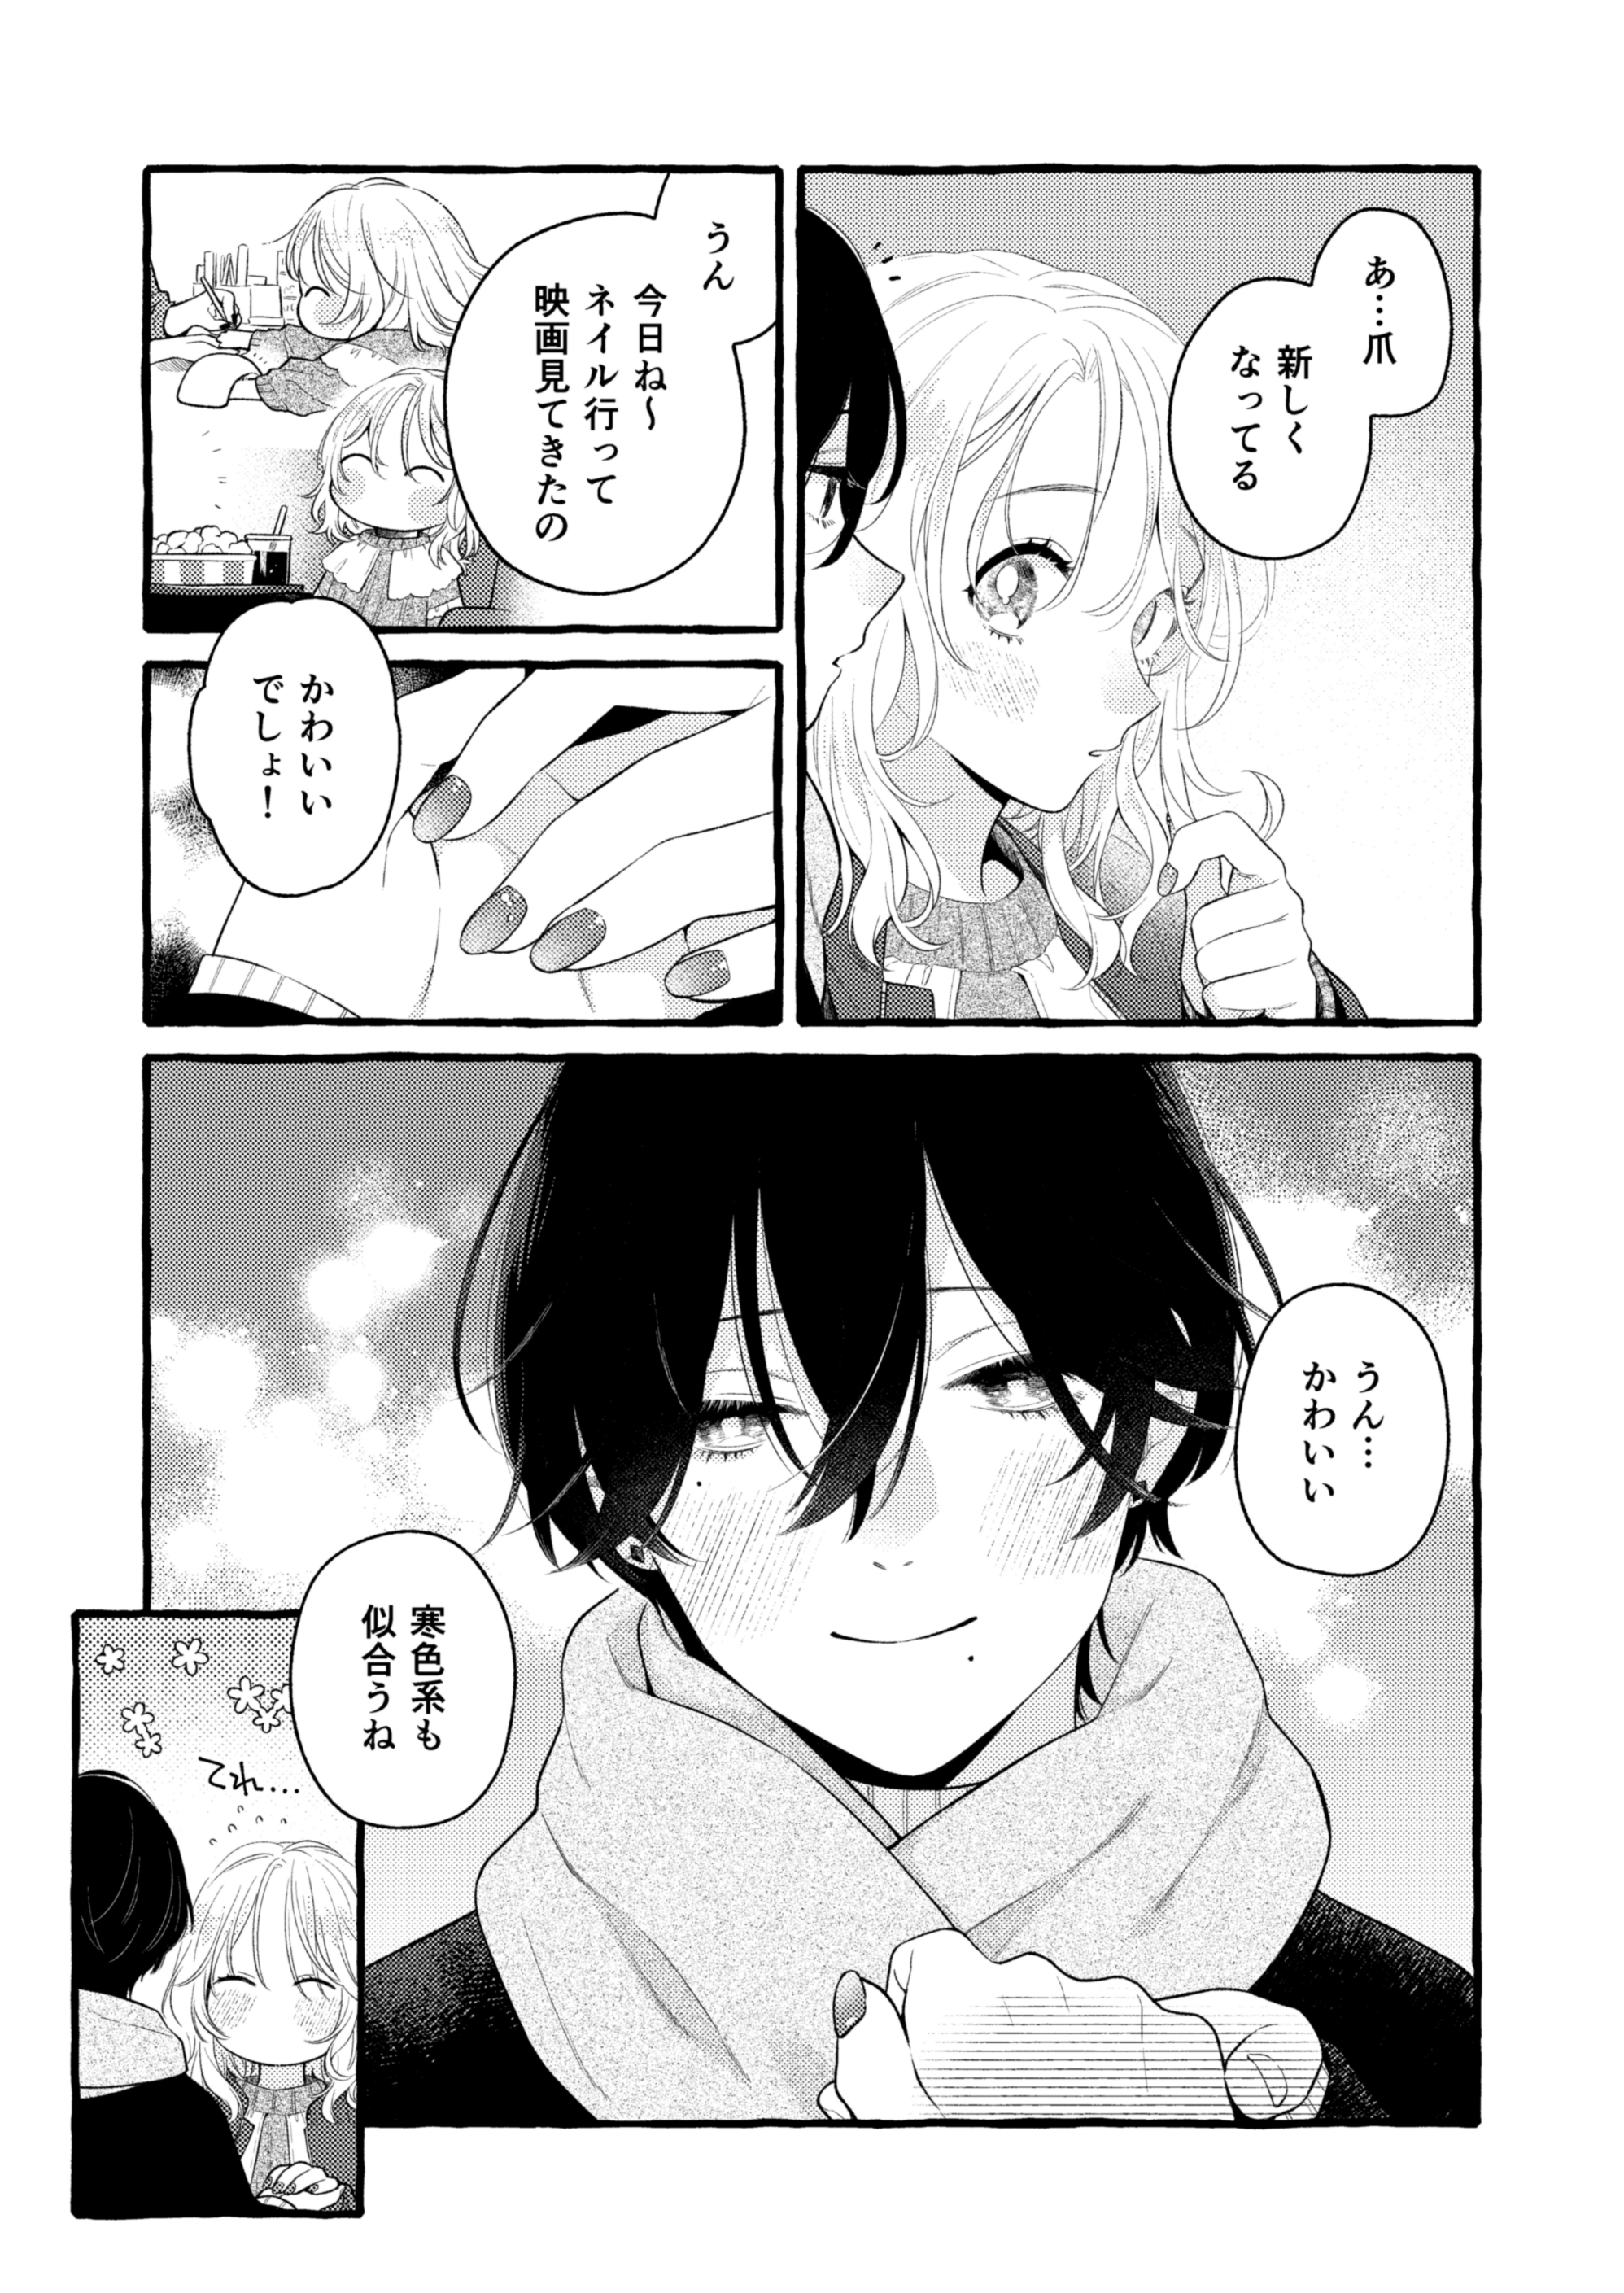 あ…爪
新しく
なってる
うん
今日ね～
ネイル行って
映画見てきたの
かわいい
でしょ！
うん…
かわいい
寒色系も
似合うね
てれ…